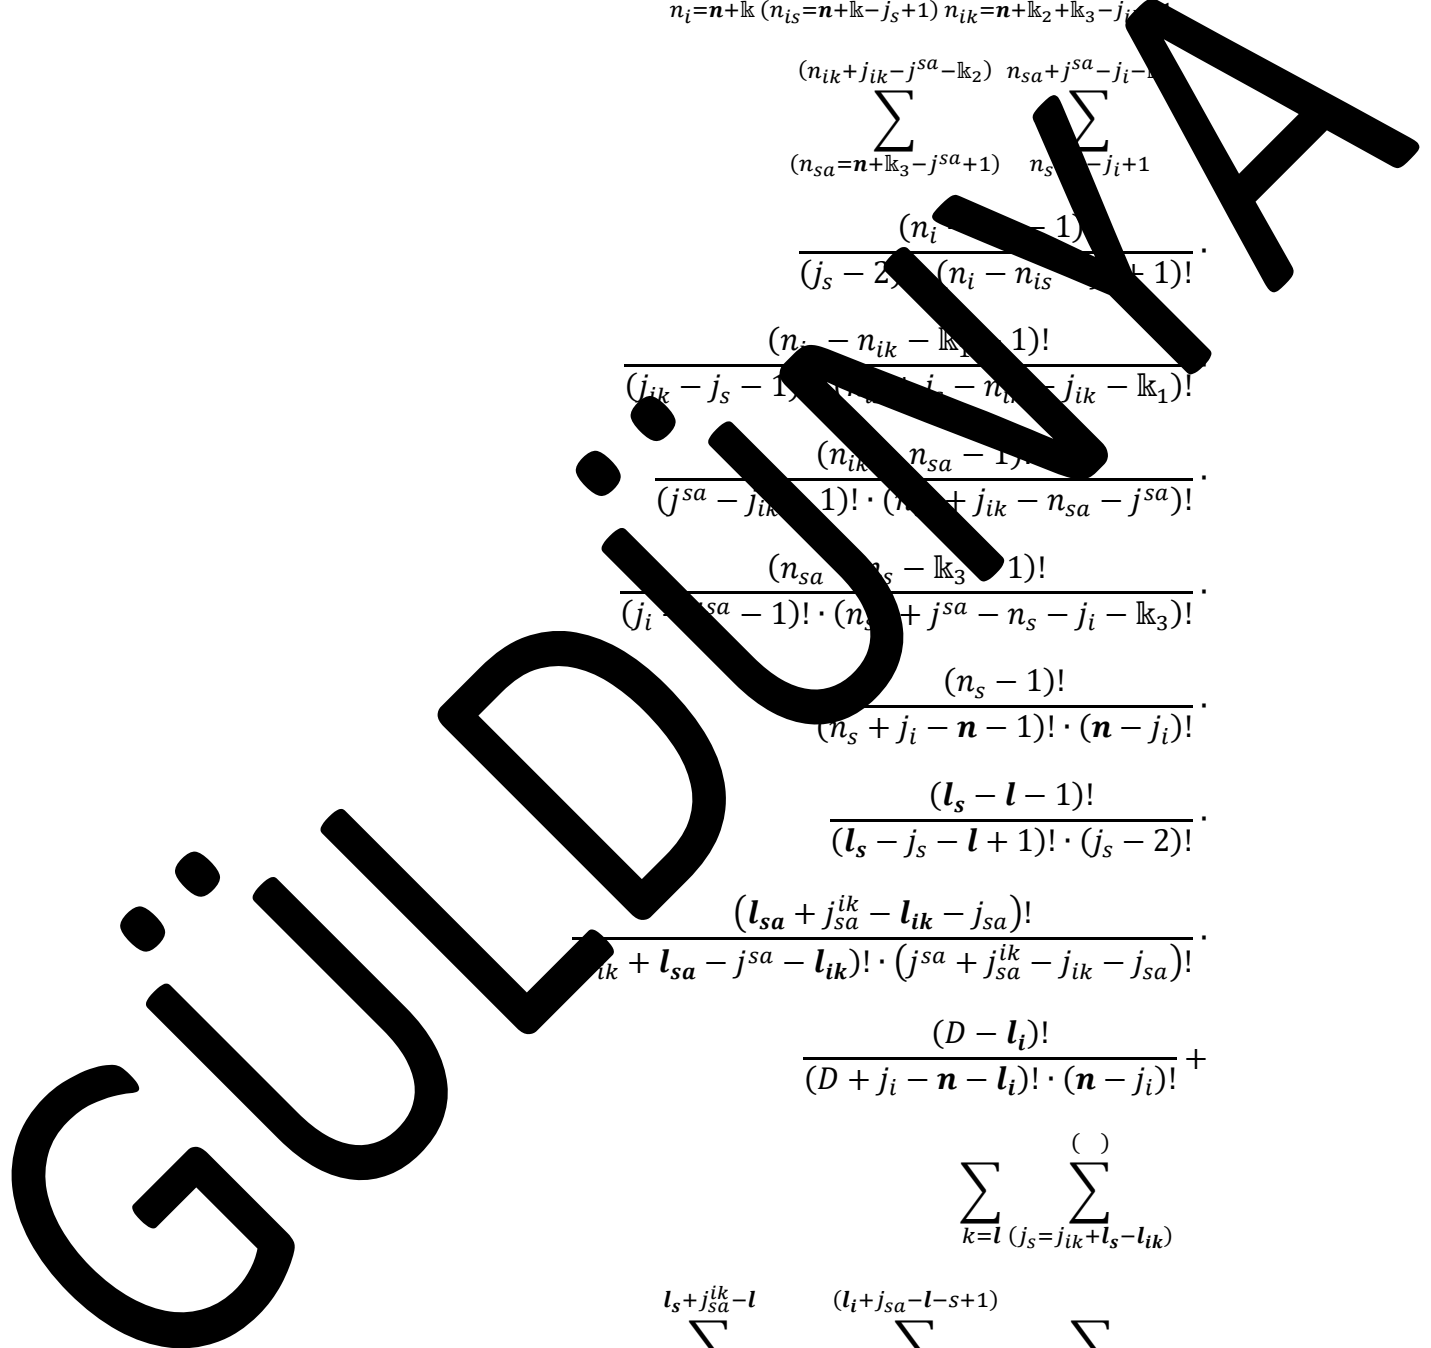 n_i=n+𝕜 (n_is=n+𝕜−j_s+1) n_ik=n+𝕜_2+𝕜_3−j
(n_ik+j_ik−j^sa−𝕜_2) n_sa+j^sa−j_i−
∑ ∑
(n_sa=n+𝕜_3−j^sa+1) n_s −j_i+1
(n_i − 1)
(j_s − 2 (n_i − n_is + 1)! ·
(n − n_ik − 𝕜 1)!
(j_ik − j_s − 1) − n j_ik − 𝕜_1)!
(n_ik n_sa − 1)
(j^sa − j_ik 1)! · ( + j_ik − n_sa − j^sa)! ·
(n_sa n_s − 𝕜_3 1)!
(j_i j^sa − 1)! · (n + j^sa − n_s − j_i − 𝕜_3)! ·
(n_s − 1)!
(n_s + j_i − n − 1)! · (n − j_i)! ·
(l_s − l − 1)!
(l_s − j_s − l + 1)! · (j_s − 2)! ·
(l_sa + j_sa^ik − l_ik − j_sa)!
ik + l_sa − j^sa − l_ik)! · (j^sa + j_sa^ik − j_ik − j_sa)! ·
(D − l_i)!
(D + j_i − n − l_i)! · (n − j_i)! +
( )
∑ ∑
k=l (j_s=j_ik+l_s−l_ik)
l_s+j_sa^ik−l (l_i+j_sa−l−s+1)
∑ ∑ ∑
GÜLDÜNYA